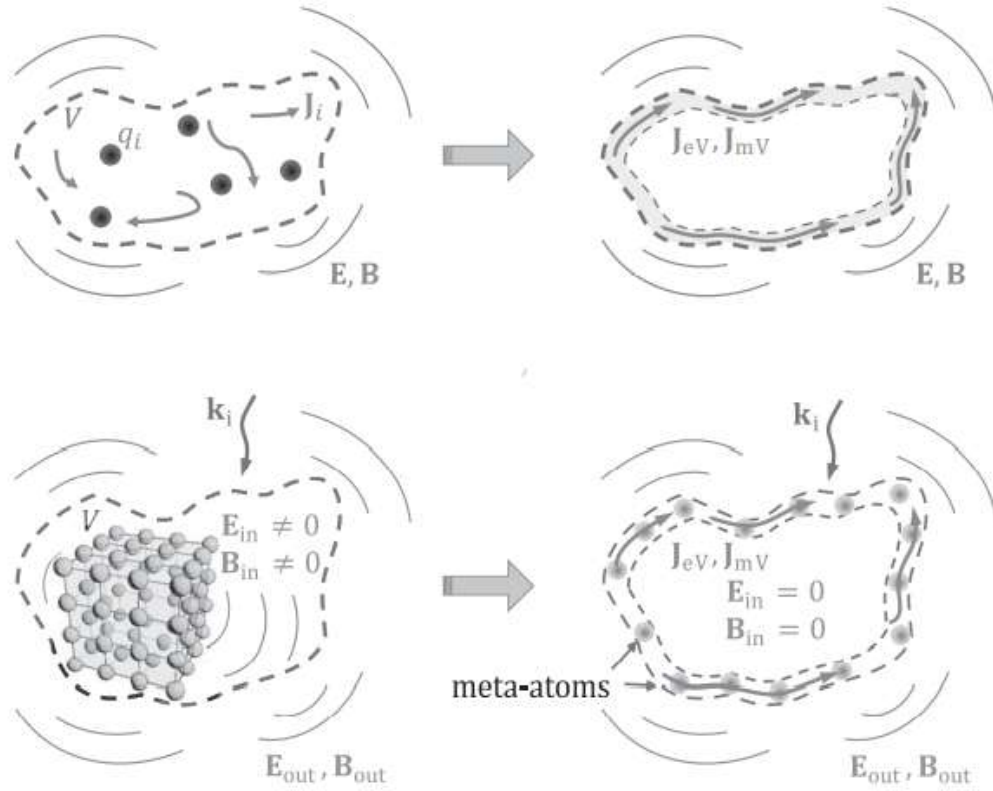 V
q_i
J_i
E, B
J_eV, J_mV
E, B
k_i
V
E_in ≠ 0
B_in ≠ 0
E_out, B_out
k_i
J_eV, J_mV
E_in = 0
B_in = 0
meta-atoms
E_out, B_out